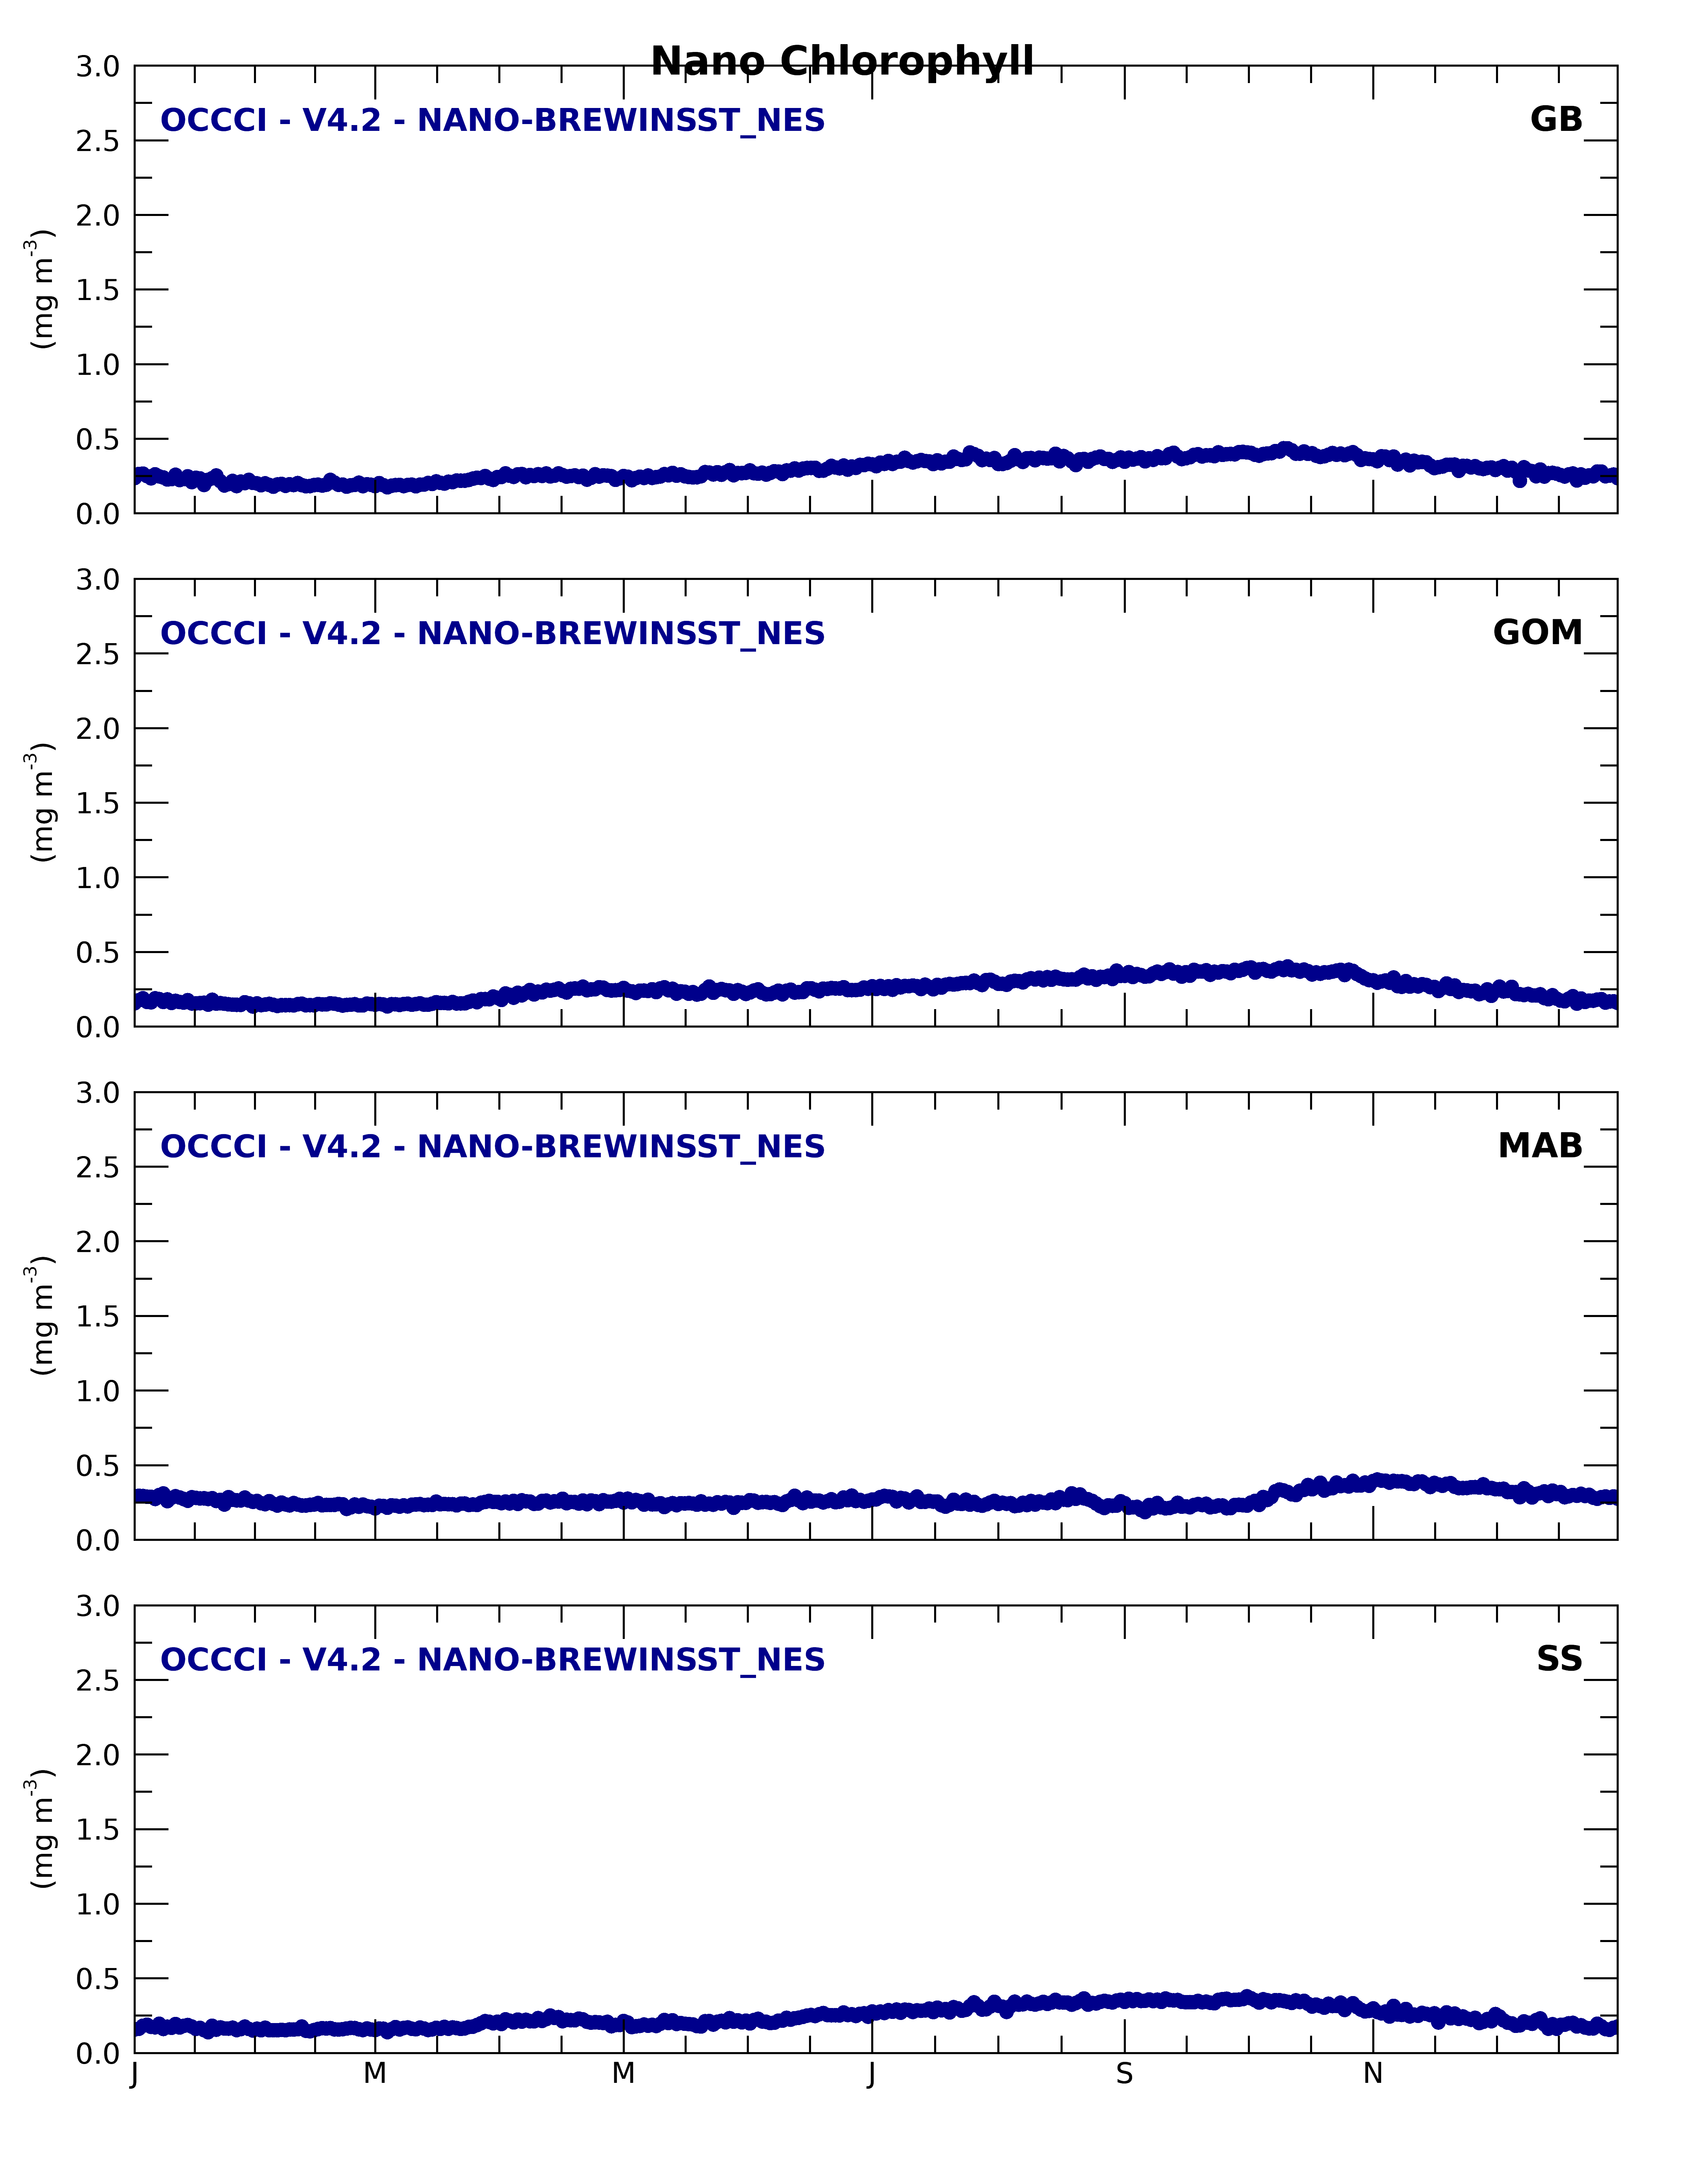 Nano Chlorophyll
3.0
OCCCI - V4.2 - NANO-BREWINSST_NES GB
2.5
2.0
(mg m⁻³)
1.5
1.0
0.5
0.0
3.0
OCCCI - V4.2 - NANO-BREWINSST_NES GOM
2.5
2.0
(mg m⁻³)
1.5
1.0
0.5
0.0
3.0
OCCCI - V4.2 - NANO-BREWINSST_NES MAB
2.5
2.0
(mg m⁻³)
1.5
1.0
0.5
0.0
3.0
OCCCI - V4.2 - NANO-BREWINSST_NES SS
2.5
2.0
(mg m⁻³)
1.5
1.0
0.5
0.0
J M M J S N